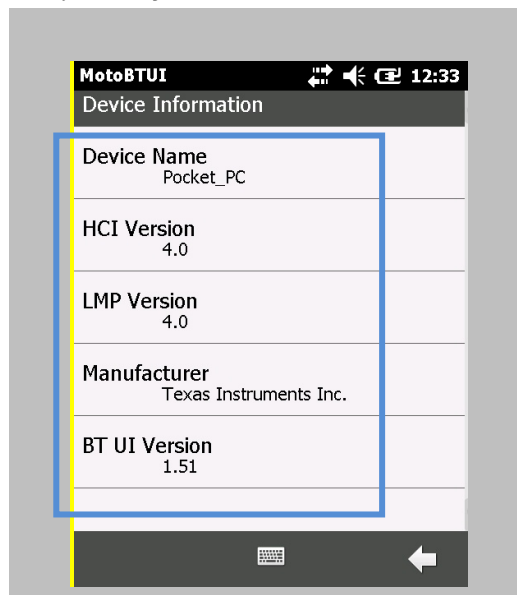 MotoBTUI 12:33
Device Information
Device Name
Pocket_PC
HCI Version
4.0
LMP Version
4.0
Manufacturer
Texas Instruments Inc.
BT UI Version
1.51